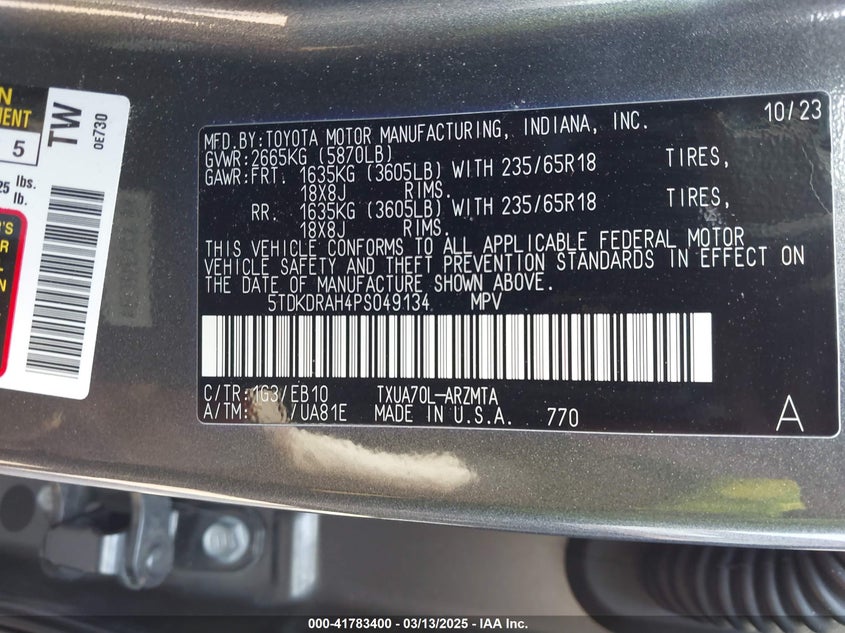 N
MENT
5
25 lbs.
lb.
'S
R
TW
0E730
10/23
MFD.BY:TOYOTA MOTOR MANUFACTURING, INDIANA, INC.
GVWR:2665KG (5870LB)
GAWR:FRT. 1635KG (3605LB) WITH 235/65R18 TIRES,
18X8J RIMS.
RR. 1635KG (3605LB) WITH 235/65R18 TIRES,
18X8J RIMS.
THIS VEHICLE CONFORMS TO ALL APPLICABLE FEDERAL MOTOR
VEHICLE SAFETY AND THEFT PREVENTION STANDARDS IN EFFECT ON
THE DATE OF MANUFACTURE SHOWN ABOVE.
5TDKDRAH4PS049134 MPV
C/TR:1G3/EB10 TXUA70L-ARZMTA
A/TM: /UA81E MADE IN U.S.A. 770
A
000-41783400 - 03/13/2025 - IAA Inc.